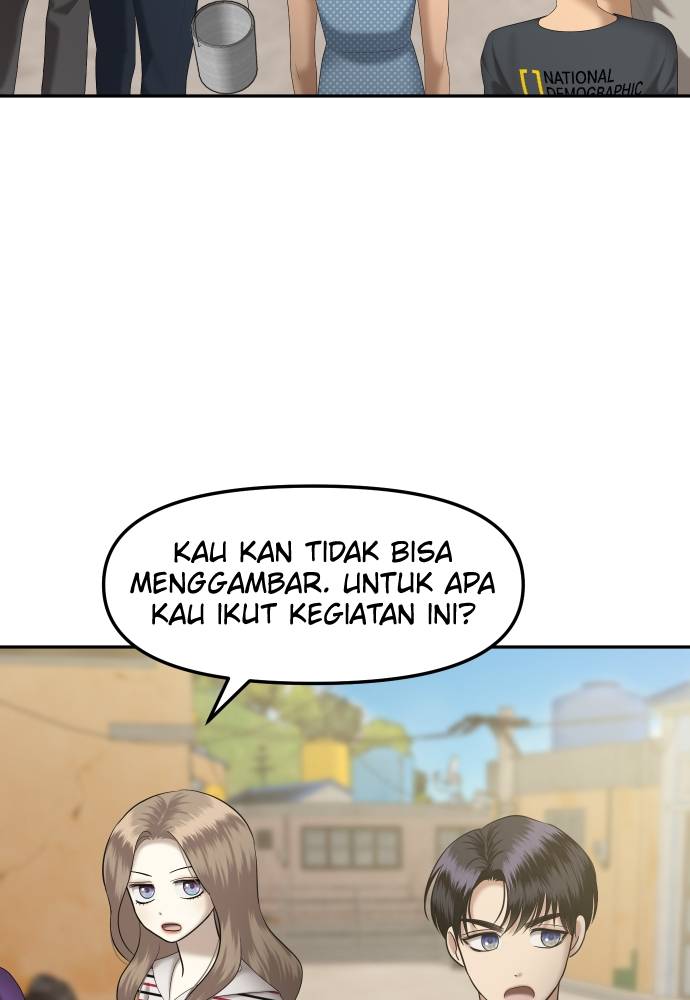 NATIONAL
DEMOGRAPHIC
KAU KAN TIDAK BISA
MENGGAMBAR. UNTUK APA
KAU IKUT KEGIATAN INI?